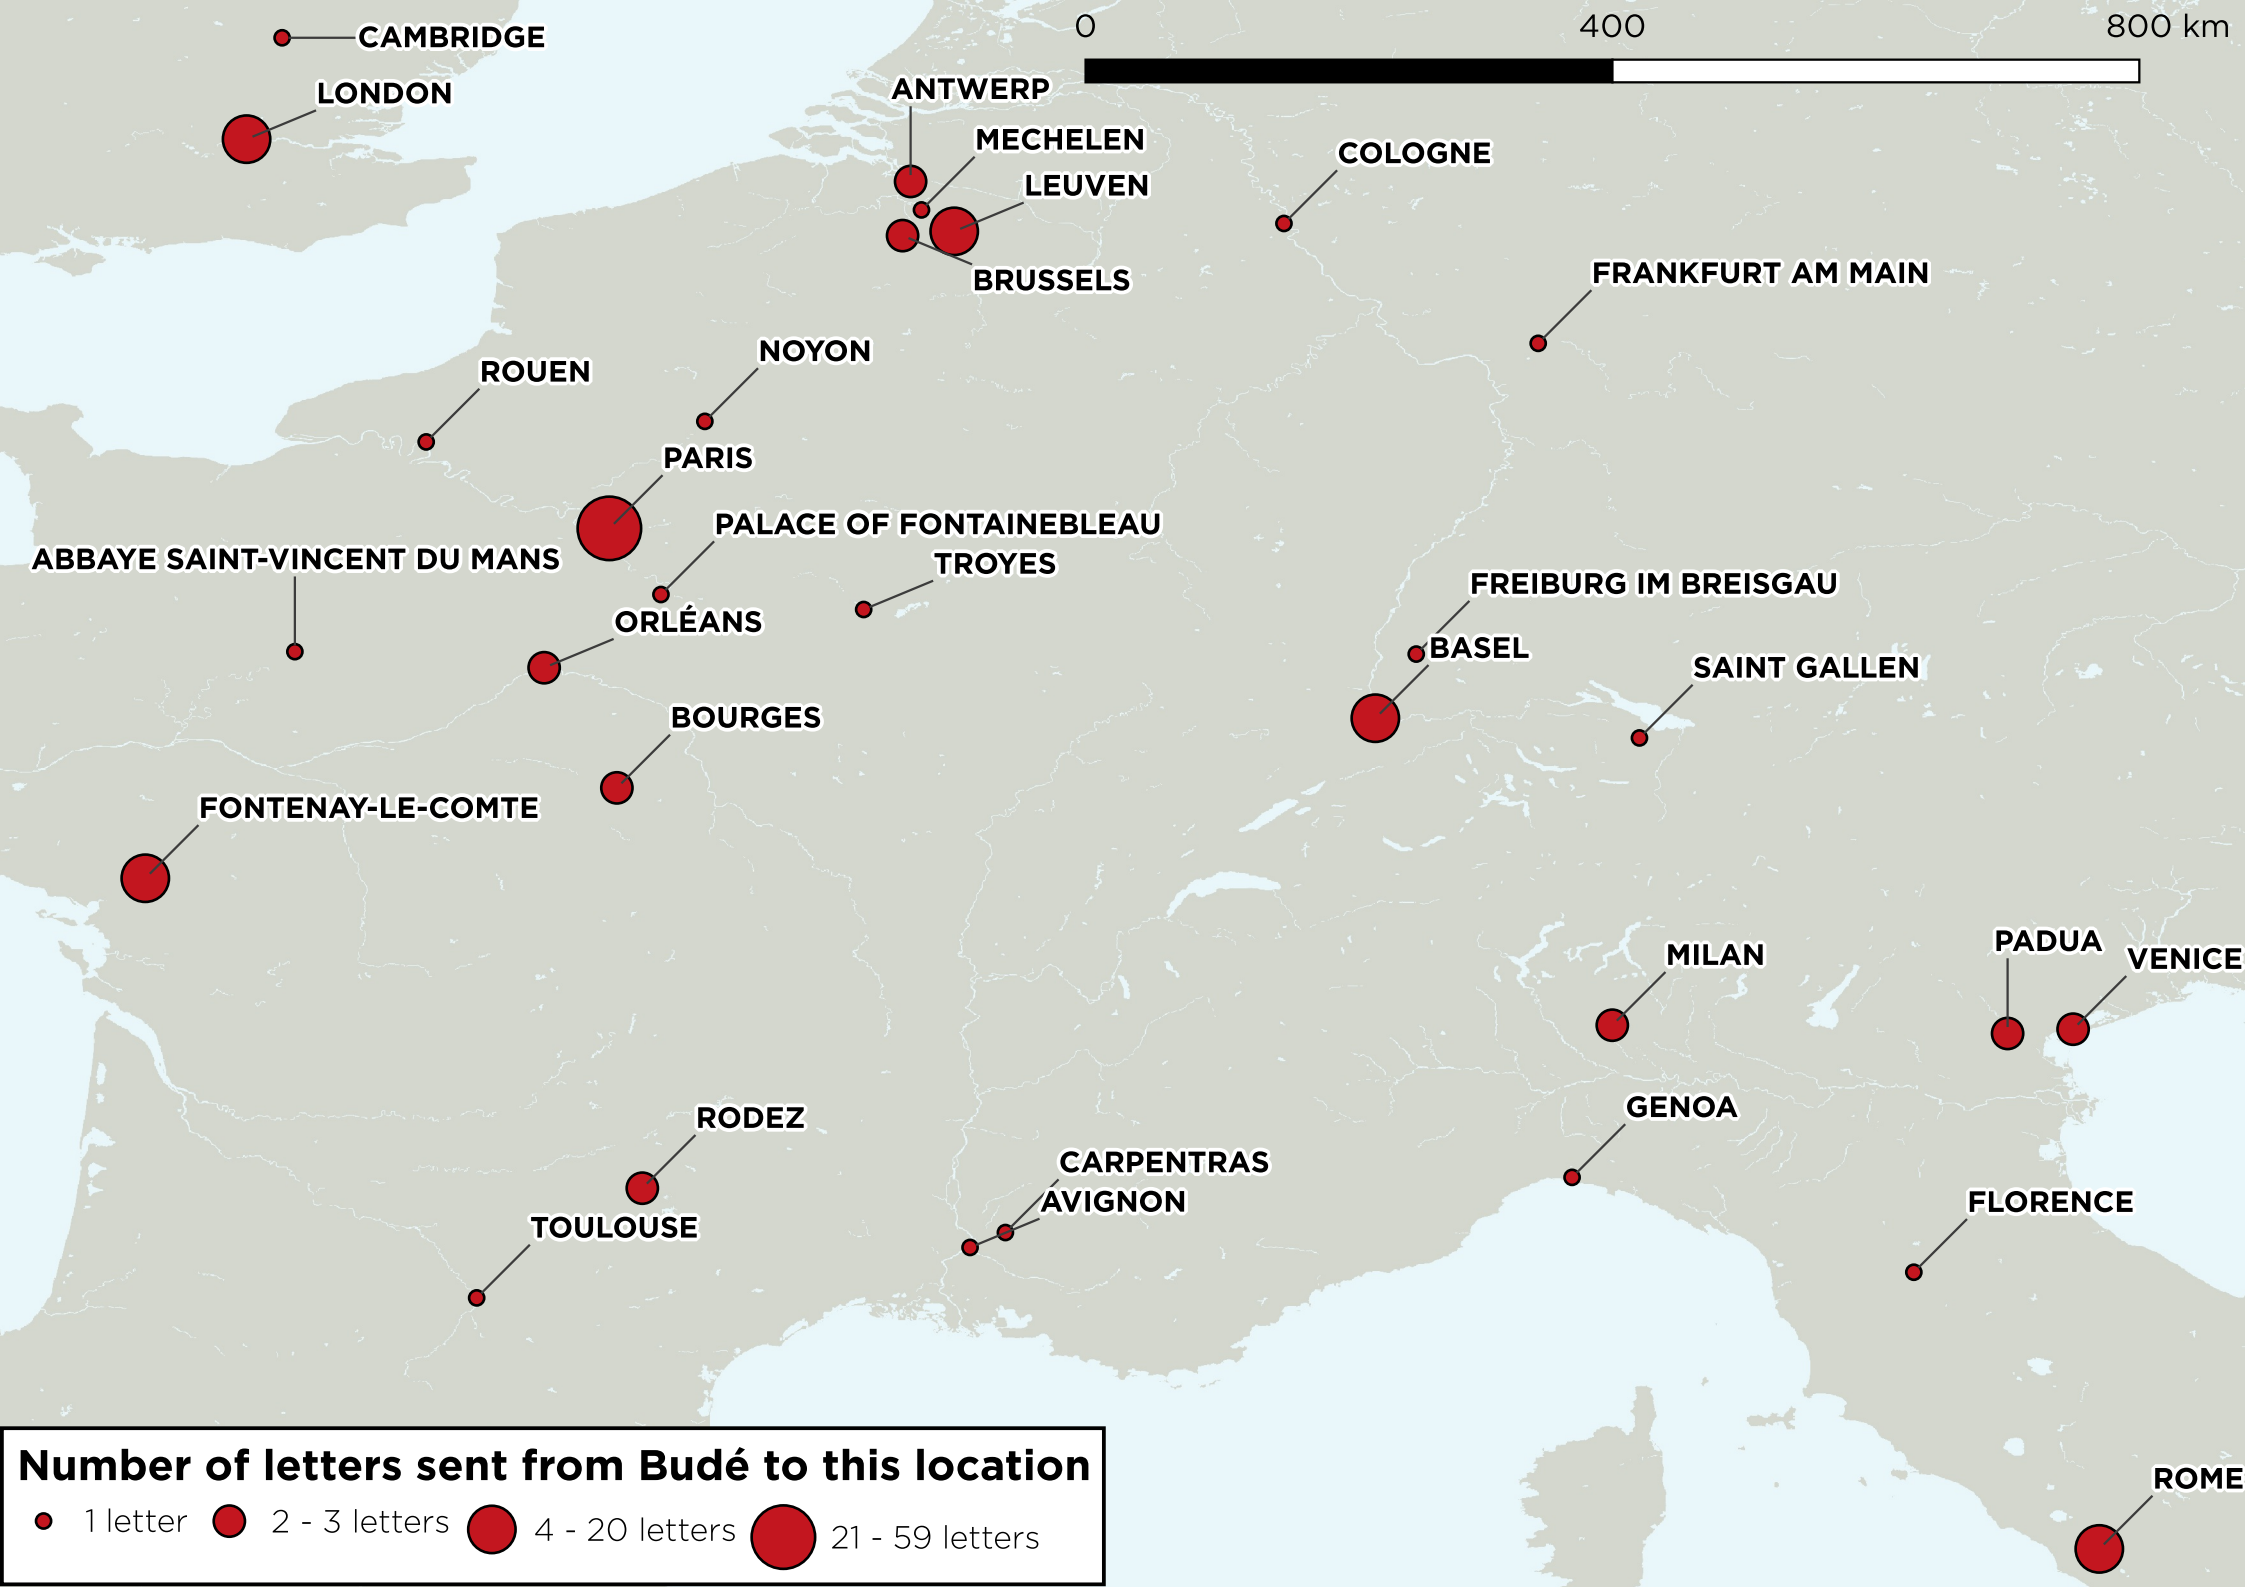 0 400 800 km
CAMBRIDGE
LONDON
ANTWERP
MECHELEN
COLOGNE
LEUVEN
FRANKFURT AM MAIN
BRUSSELS
NOYON
ROUEN
PARIS
PALACE OF FONTAINEBLEAU
ABBAYE SAINT-VINCENT DU MANS
TROYES
FREIBURG IM BREISGAU
ORLÉANS
BASEL
SAINT GALLEN
BOURGES
FONTENAY-LE-COMTE
PADUA
MILAN
VENICE
GENOA
RODEZ
CARPENTRAS
AVIGNON
FLORENCE
TOULOUSE
Number of letters sent from Budé to this location
ROME
1 letter 2 - 3 letters 4 - 20 letters 21 - 59 letters